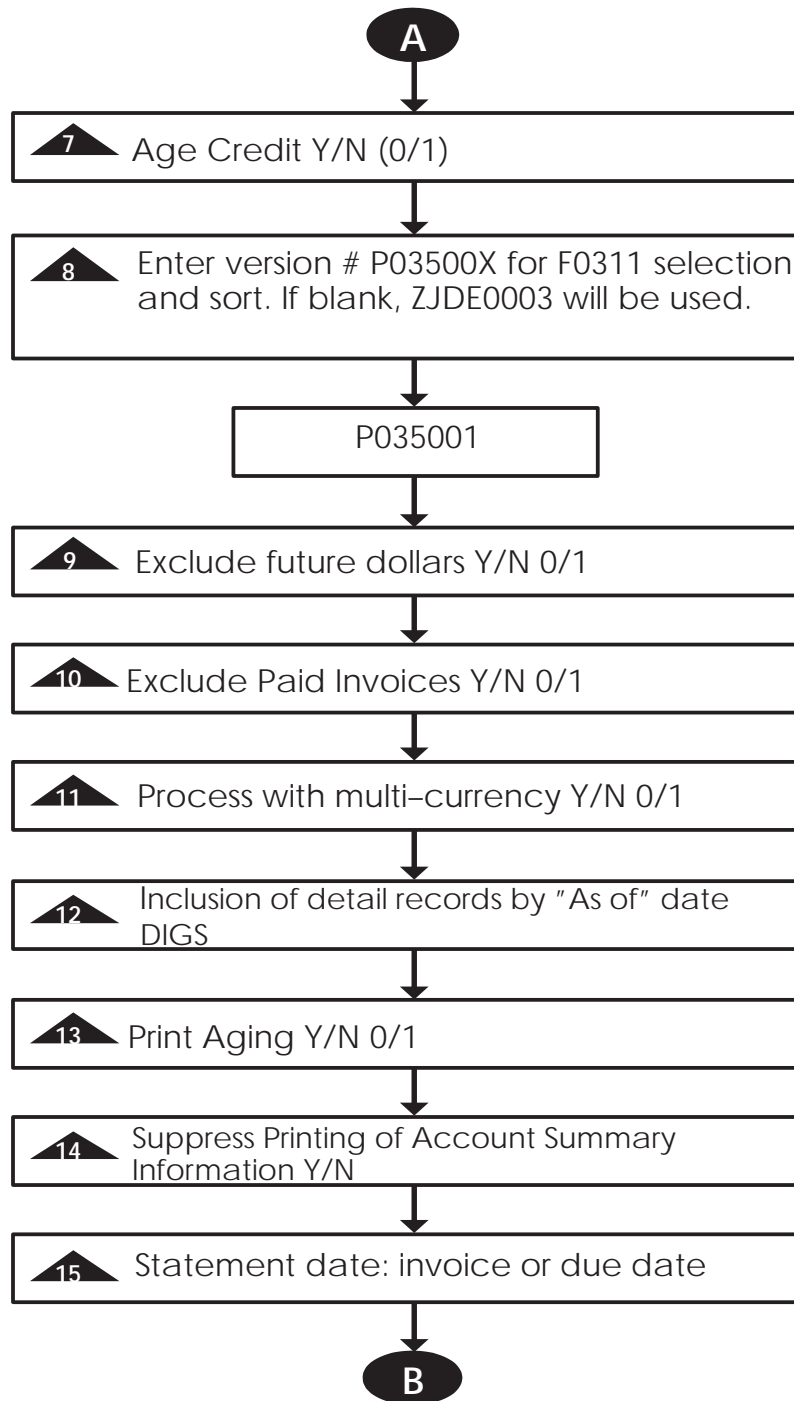 A
7 Age Credit Y/N (0/1)
8 Enter version # P03500X for F0311 selection
and sort. If blank, ZJDE0003 will be used.
P035001
9 Exclude future dollars Y/N 0/1
10 Exclude Paid Invoices Y/N 0/1
11 Process with multi–currency Y/N 0/1
12 Inclusion of detail records by "As of" date
DIGS
13 Print Aging Y/N 0/1
14 Suppress Printing of Account Summary
Information Y/N
15 Statement date: invoice or due date
B